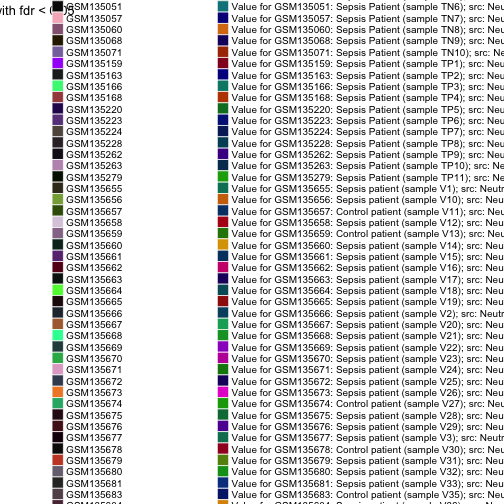 with fdr <
GSM135051 Value for GSM135051: Sepsis Patient (sample TN6); src: Neu
GSM135057 Value for GSM135057: Sepsis Patient (sample TN7); src: Neu
GSM135060 Value for GSM135060: Sepsis Patient (sample TN8); src: Neu
GSM135068 Value for GSM135068: Sepsis Patient (sample TN9); src: Neu
GSM135071 Value for GSM135071: Sepsis Patient (sample TN10); src: Ne
GSM135159 Value for GSM135159: Sepsis Patient (sample TP1); src: Neu
GSM135163 Value for GSM135163: Sepsis Patient (sample TP2); src: Neu
GSM135166 Value for GSM135166: Sepsis Patient (sample TP3); src: Neu
GSM135168 Value for GSM135168: Sepsis Patient (sample TP4); src: Neu
GSM135220 Value for GSM135220: Sepsis Patient (sample TP5); src: Neu
GSM135223 Value for GSM135223: Sepsis Patient (sample TP6); src: Neu
GSM135224 Value for GSM135224: Sepsis Patient (sample TP7); src: Neu
GSM135228 Value for GSM135228: Sepsis Patient (sample TP8); src: Neu
GSM135262 Value for GSM135262: Sepsis Patient (sample TP9); src: Neu
GSM135263 Value for GSM135263: Sepsis Patient (sample TP10); src: Ne
GSM135279 Value for GSM135279: Sepsis Patient (sample TP11); src: Ne
GSM135655 Value for GSM135655: Sepsis patient (sample V1); src: Neutr
GSM135656 Value for GSM135656: Sepsis patient (sample V10); src: Neu
GSM135657 Value for GSM135657: Control patient (sample V11); src: Neu
GSM135658 Value for GSM135658: Sepsis patient (sample V12); src: Neu
GSM135659 Value for GSM135659: Control patient (sample V13); src: Neu
GSM135660 Value for GSM135660: Sepsis patient (sample V14); src: Neu
GSM135661 Value for GSM135661: Sepsis patient (sample V15); src: Neu
GSM135662 Value for GSM135662: Sepsis patient (sample V16); src: Neu
GSM135663 Value for GSM135663: Sepsis patient (sample V17); src: Neu
GSM135664 Value for GSM135664: Sepsis patient (sample V18); src: Neu
GSM135665 Value for GSM135665: Sepsis patient (sample V19); src: Neu
GSM135666 Value for GSM135666: Sepsis patient (sample V2); src: Neutr
GSM135667 Value for GSM135667: Sepsis patient (sample V20); src: Neu
GSM135668 Value for GSM135668: Sepsis patient (sample V21); src: Neu
GSM135669 Value for GSM135669: Sepsis patient (sample V22); src: Neu
GSM135670 Value for GSM135670: Sepsis patient (sample V23); src: Neu
GSM135671 Value for GSM135671: Sepsis patient (sample V24); src: Neu
GSM135672 Value for GSM135672: Sepsis patient (sample V25); src: Neu
GSM135673 Value for GSM135673: Sepsis patient (sample V26); src: Neu
GSM135674 Value for GSM135674: Control patient (sample V27); src: Neu
GSM135675 Value for GSM135675: Sepsis patient (sample V28); src: Neu
GSM135676 Value for GSM135676: Sepsis patient (sample V29); src: Neu
GSM135677 Value for GSM135677: Sepsis patient (sample V3); src: Neutr
GSM135678 Value for GSM135678: Control patient (sample V30); src: Neu
GSM135679 Value for GSM135679: Sepsis patient (sample V31); src: Neu
GSM135680 Value for GSM135680: Sepsis patient (sample V32); src: Neu
GSM135681 Value for GSM135681: Sepsis patient (sample V33); src: Neu
GSM135683 Value for GSM135683: Control patient (sample V35); src: Neu